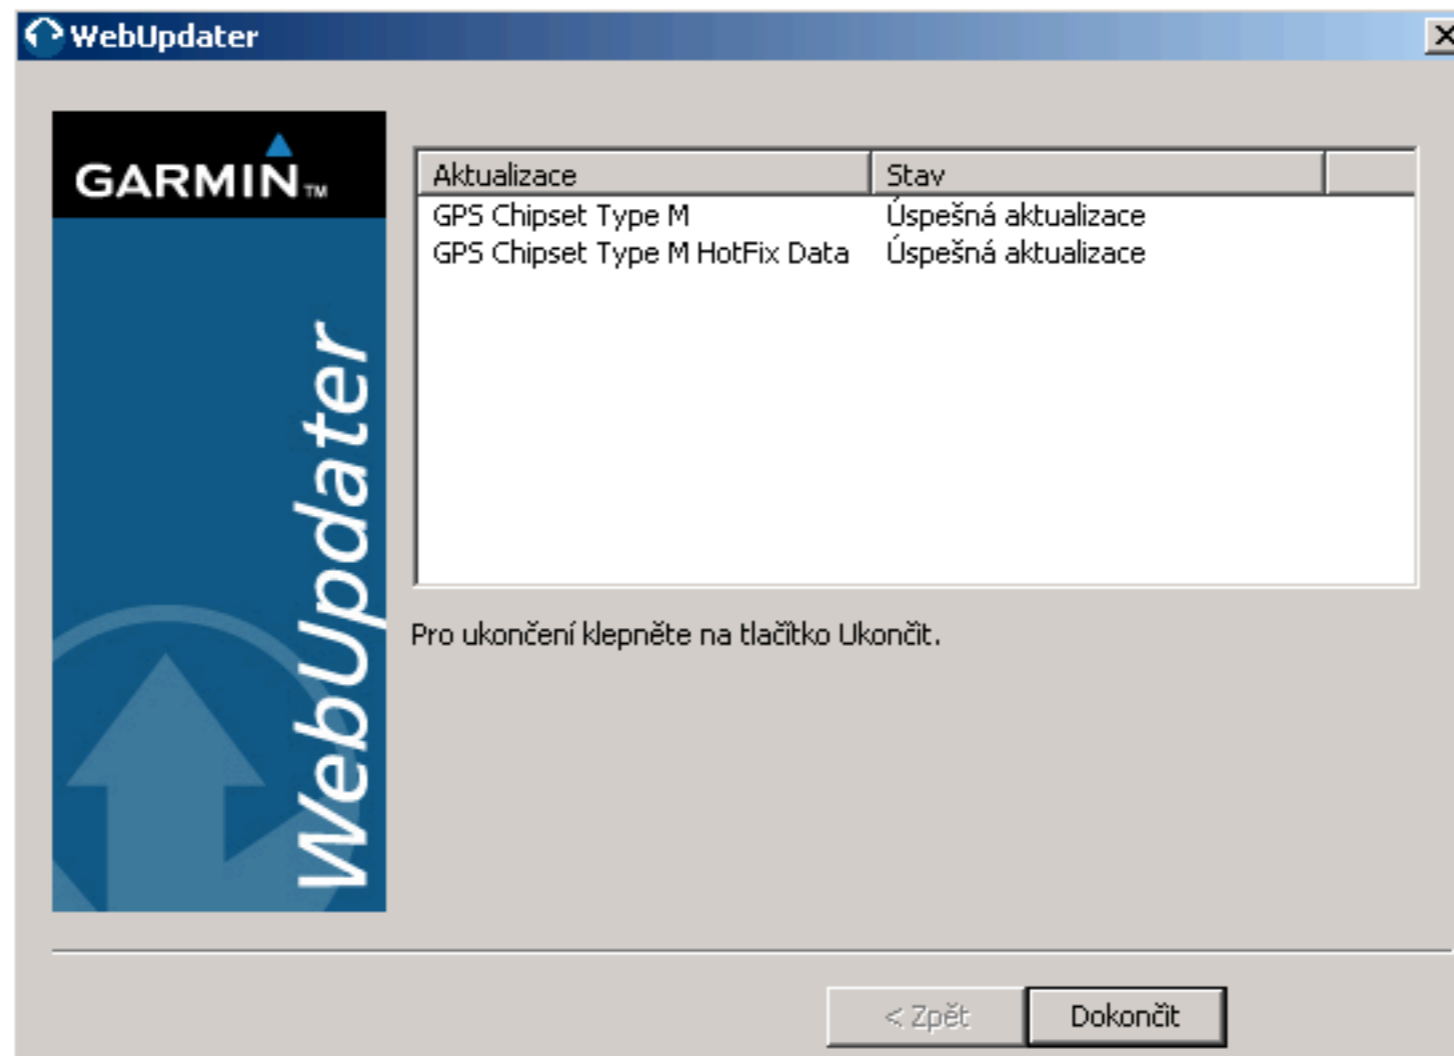 WebUpdater
GARMIN™
WebUpdater
Aktualizace Stav
GPS Chipset Type M Úspešná aktualizace
GPS Chipset Type M HotFix Data Úspešná aktualizace
Pro ukončení klepněte na tlačítko Ukončit.
< Zpět Dokončit